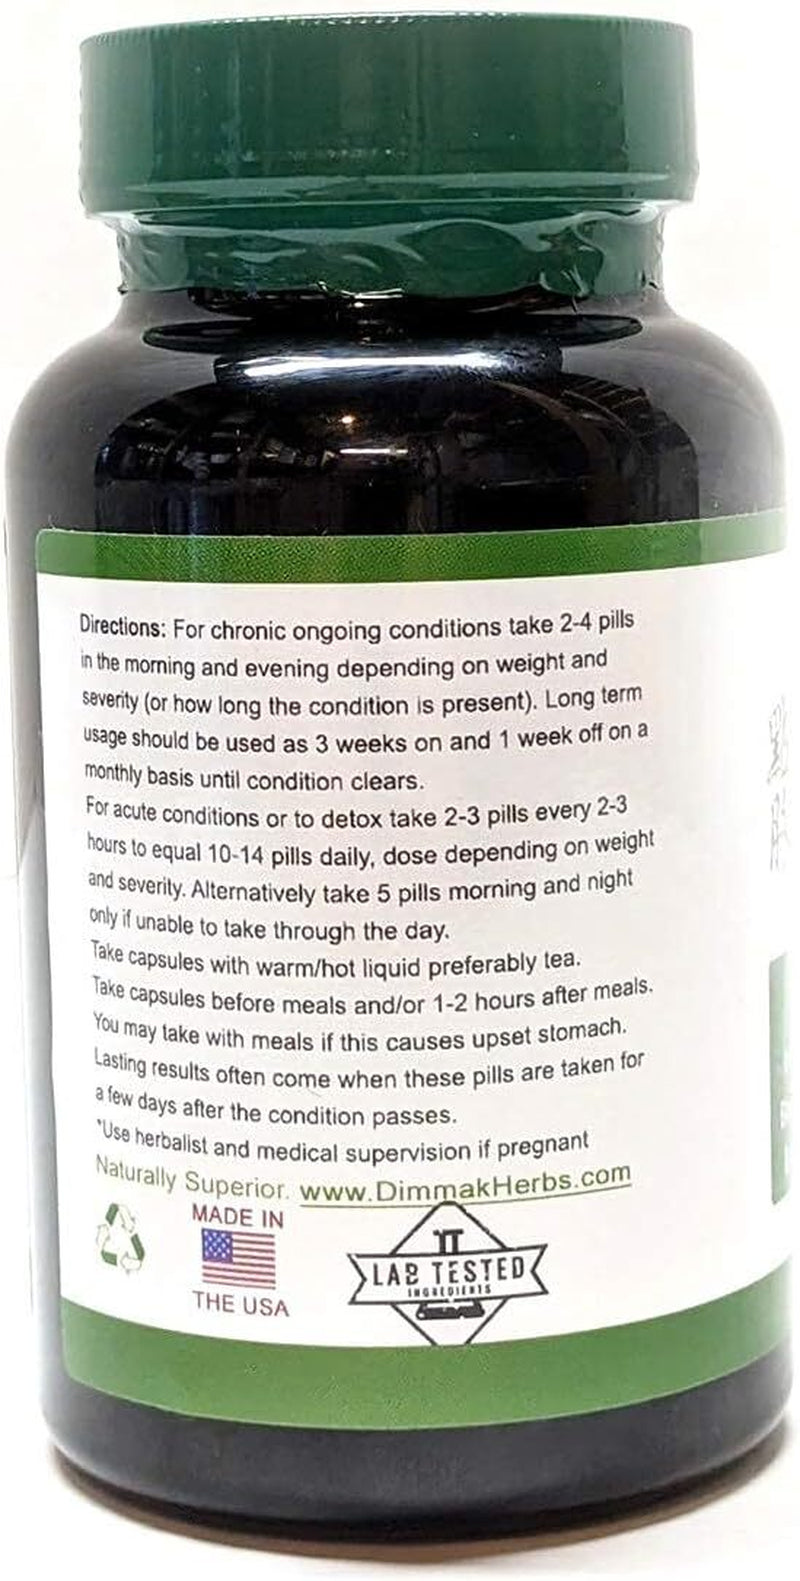 Directions: For chronic ongoing conditions take 2-4 pills
in the morning and evening depending on weight and
severity (or how long the condition is present). Long term
usage should be used as 3 weeks on and 1 week off on a
monthly basis until condition clears.
For acute conditions or to detox take 2-3 pills every 2-3
hours to equal 10-14 pills daily, dose depending on weight
and severity. Alternatively take 5 pills morning and night
only if unable to take through the day.
Take capsules with warm/hot liquid preferably tea.
Take capsules before meals and/or 1-2 hours after meals.
You may take with meals if this causes upset stomach.
Lasting results often come when these pills are taken for
a few days after the condition passes.
*Use herbalist and medical supervision if pregnant
Naturally Superior. www.DimmakHerbs.com
MADE IN
THE USA
LAB TESTED
INGREDIENTS